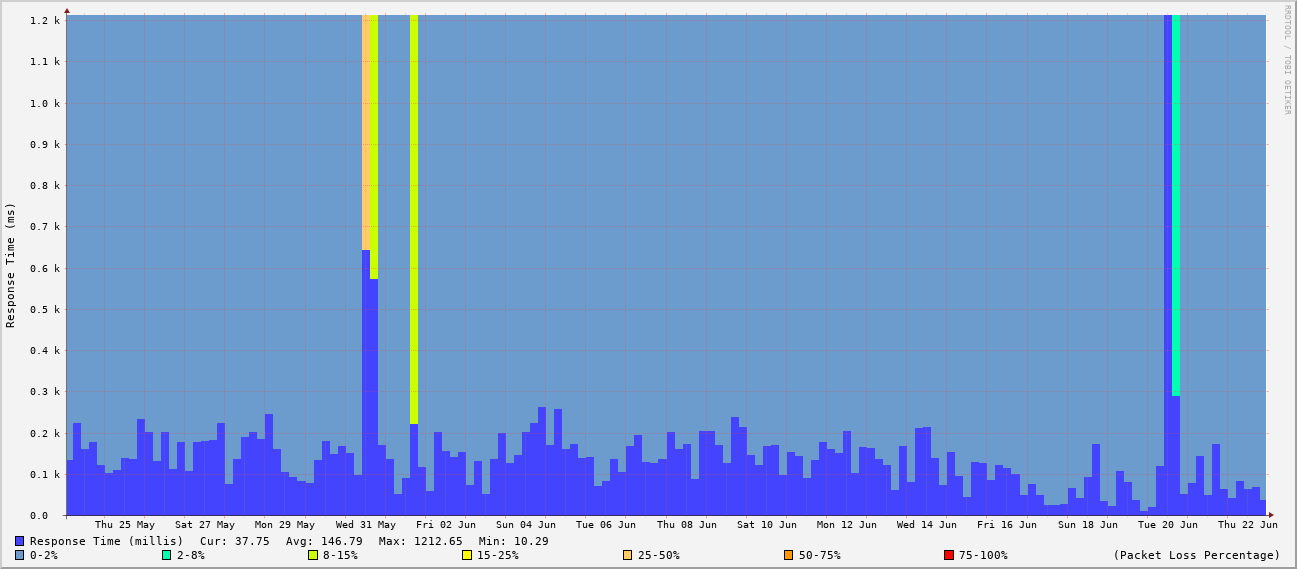 RRDTOOL / TOBI OETIKER
Response Time (ms)
1.2 k
1.1 k
1.0 k
0.9 k
0.8 k
0.7 k
0.6 k
0.5 k
0.4 k
0.3 k
0.2 k
0.1 k
0.0
Thu 25 May Sat 27 May Mon 29 May Wed 31 May Fri 02 Jun Sun 04 Jun Tue 06 Jun Thu 08 Jun Sat 10 Jun Mon 12 Jun Wed 14 Jun Fri 16 Jun Sun 18 Jun Tue 20 Jun Thu 22 Jun
Response Time (millis) Cur: 37.75 Avg: 146.79 Max: 1212.65 Min: 10.29
0-2% 2-8% 8-15% 15-25% 25-50% 50-75% 75-100% (Packet Loss Percentage)